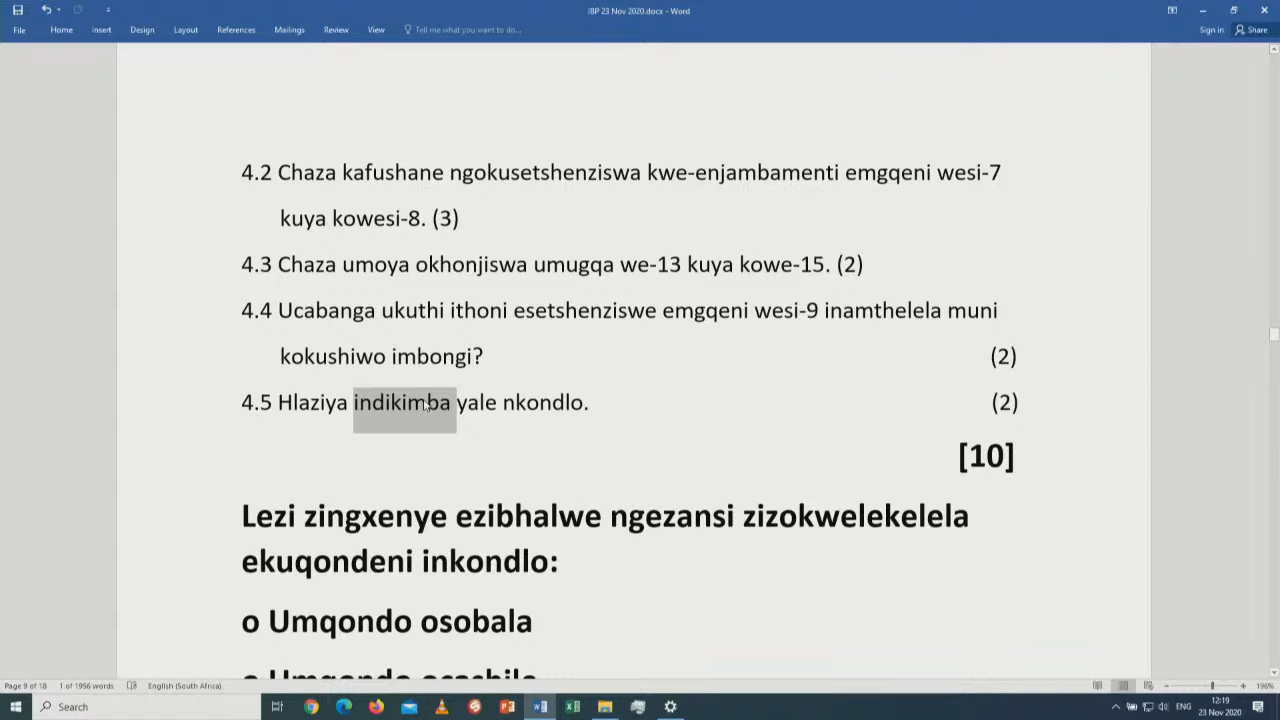 IBP 23 Nov 2020.docx - Word
File Home Insert Design Layout References Mailings Review View Tell me what you want to do... Sign in Share
4.2 Chaza kafushane ngokusetshenziswa kwe-enjambamenti emgqeni wesi-7
kuya kowesi-8. (3)
4.3 Chaza umoya okhonjiswa umugqa we-13 kuya kowe-15. (2)
4.4 Ucabanga ukuthi ithoni esetshenziswe emgqeni wesi-9 inamthelela muni
kokushiwo imbongi? (2)
4.5 Hlaziya indikimba yale nkondlo. (2)
[10]
Lezi zingxenye ezibhalwe ngezansi zizokwelekelela
ekuqondeni inkondlo:
o Umqondo osobala
Page 9 of 18 1 of 1956 words English (South Africa) 196%
Search ENG 12:19
23 Nov 2020